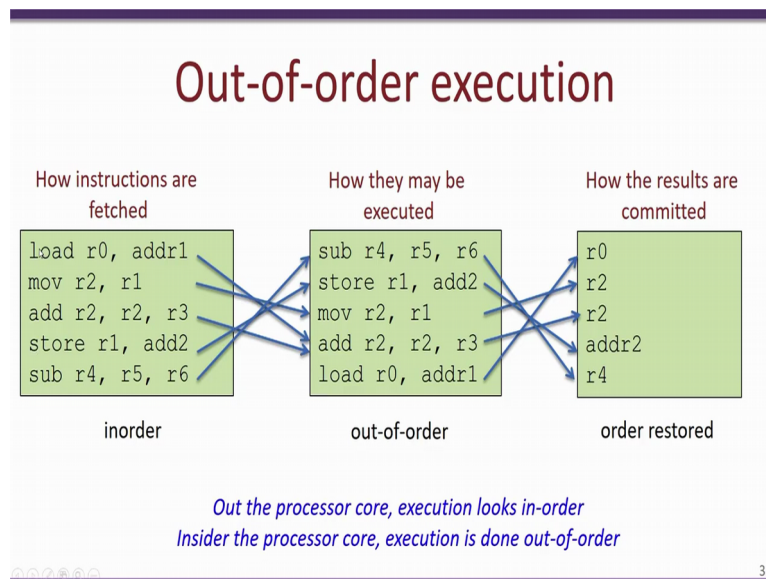 Out-of-order execution
How instructions are
fetched
load r0, addr1
mov r2, r1
add r2, r2, r3
store r1, add2
sub r4, r5, r6
inorder
How they may be
executed
sub r4, r5, r6
store r1, add2
mov r2, r1
add r2, r2, r3
load r0, addr1
out-of-order
How the results are
committed
r0
r2
r2
addr2
r4
order restored
Out the processor core, execution looks in-order
Insider the processor core, execution is done out-of-order
3